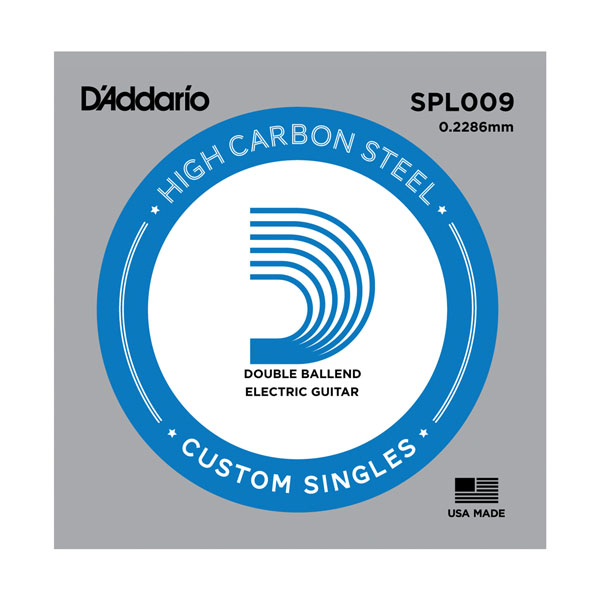 D'Addario
SPL009
0.2286mm
HIGH CARBON STEEL
DOUBLE BALLEND
ELECTRIC GUITAR
CUSTOM SINGLES
USA MADE